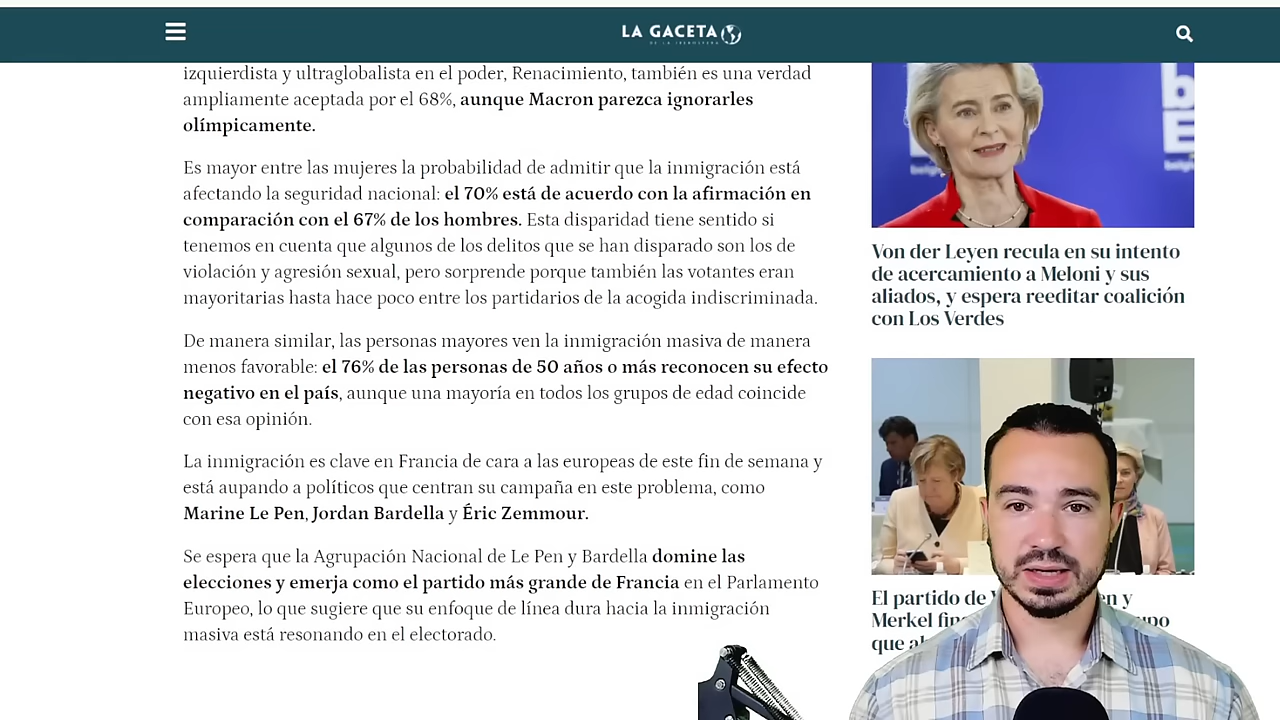 LA GACETA
DE LA IBEROSFERA
izquierdista y ultraglobalista en el poder, Renacimiento, también es una verdad
ampliamente aceptada por el 68%, aunque Macron parezca ignorarles
olímpicamente.
Es mayor entre las mujeres la probabilidad de admitir que la inmigración está
afectando la seguridad nacional: el 70% está de acuerdo con la afirmación en
comparación con el 67% de los hombres. Esta disparidad tiene sentido si
tenemos en cuenta que algunos de los delitos que se han disparado son los de
violación y agresión sexual, pero sorprende porque también las votantes eran
mayoritarias hasta hace poco entre los partidarios de la acogida indiscriminada.
De manera similar, las personas mayores ven la inmigración masiva de manera
menos favorable: el 76% de las personas de 50 años o más reconocen su efecto
negativo en el país, aunque una mayoría en todos los grupos de edad coincide
con esa opinión.
La inmigración es clave en Francia de cara a las europeas de este fin de semana y
está aupando a políticos que centran su campaña en este problema, como
Marine Le Pen, Jordan Bardella y Éric Zemmour.
Se espera que la Agrupación Nacional de Le Pen y Bardella domine las
elecciones y emerja como el partido más grande de Francia en el Parlamento
Europeo, lo que sugiere que su enfoque de línea dura hacia la inmigración
masiva está resonando en el electorado.
Von der Leyen recula en su intento
de acercamiento a Meloni y sus
aliados, y espera reeditar coalición
con Los Verdes
El partido de
en y
Merkel
que